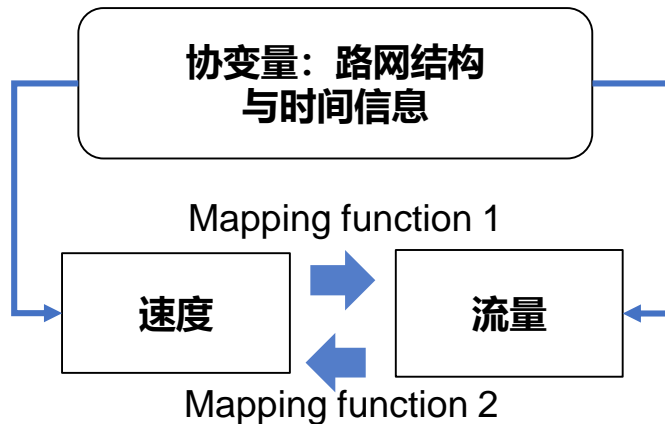 协变量：路网结构
与时间信息
Mapping function 1
速度
流量
Mapping function 2